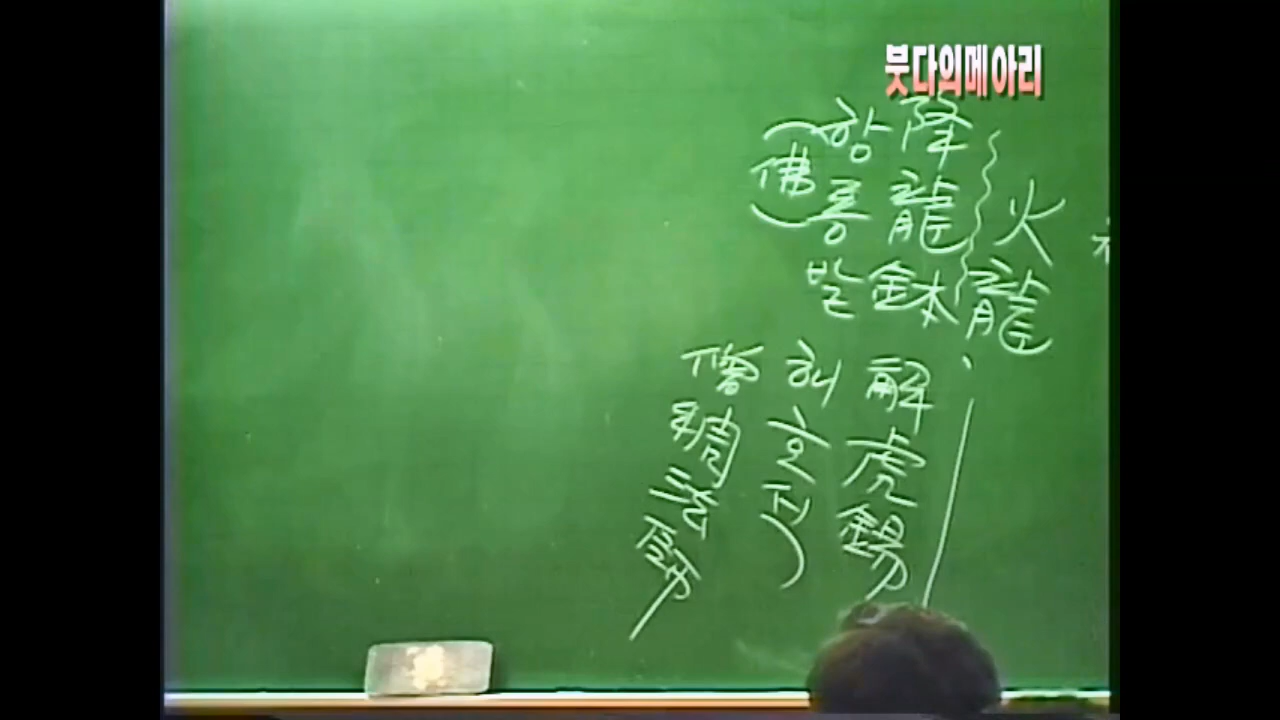 붓다의메아리
火龍
降龍鉢
항룡발
(佛)
解虎錫
해호석)
僧稠法師